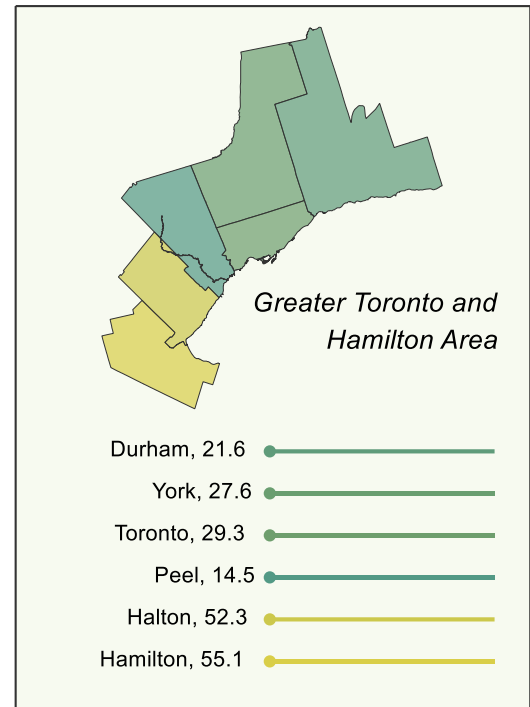 Greater Toronto and
Hamilton Area
Durham, 21.6
York, 27.6
Toronto, 29.3
Peel, 14.5
Halton, 52.3
Hamilton, 55.1